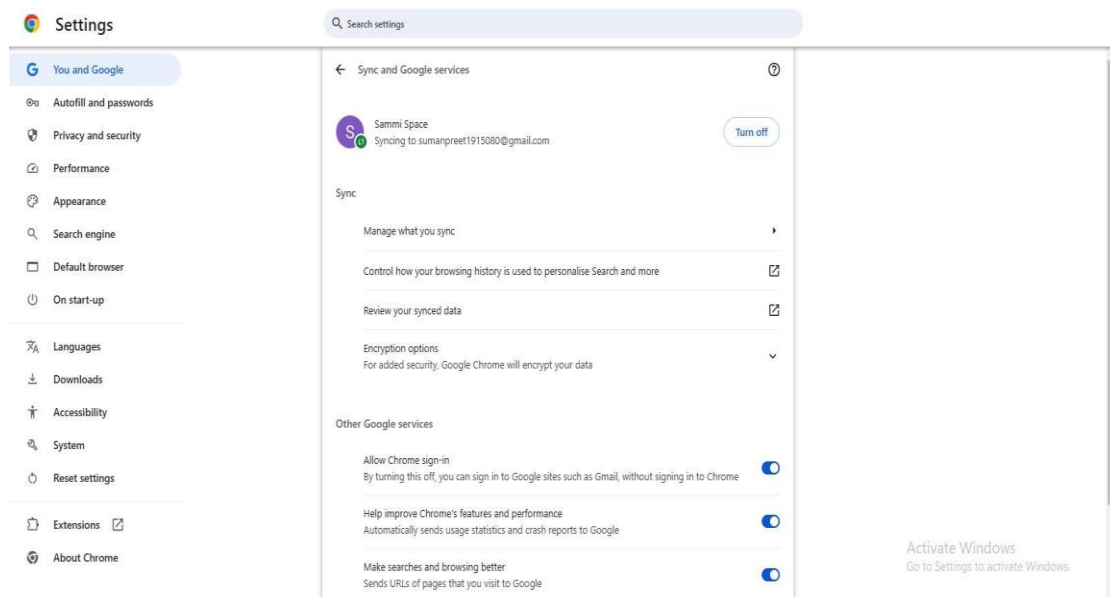 Settings
Search settings
You and Google
Autofill and passwords
Privacy and security
Performance
Appearance
Search engine
Default browser
On start-up
Languages
Downloads
Accessibility
System
Reset settings
Extensions
About Chrome
Sync and Google services
S
Sammi Space
Syncing to sumanpreet1915080@gmail.com
Turn off
Sync
Manage what you sync
Control how your browsing history is used to personalise Search and more
Review your synced data
Encryption options
For added security, Google Chrome will encrypt your data
Other Google services
Allow Chrome sign-in
By turning this off, you can sign in to Google sites such as Gmail, without signing in to Chrome
Help improve Chrome's features and performance
Automatically sends usage statistics and crash reports to Google
Make searches and browsing better
Sends URLs of pages that you visit to Google
Activate Windows
Go to Settings to activate Windows.